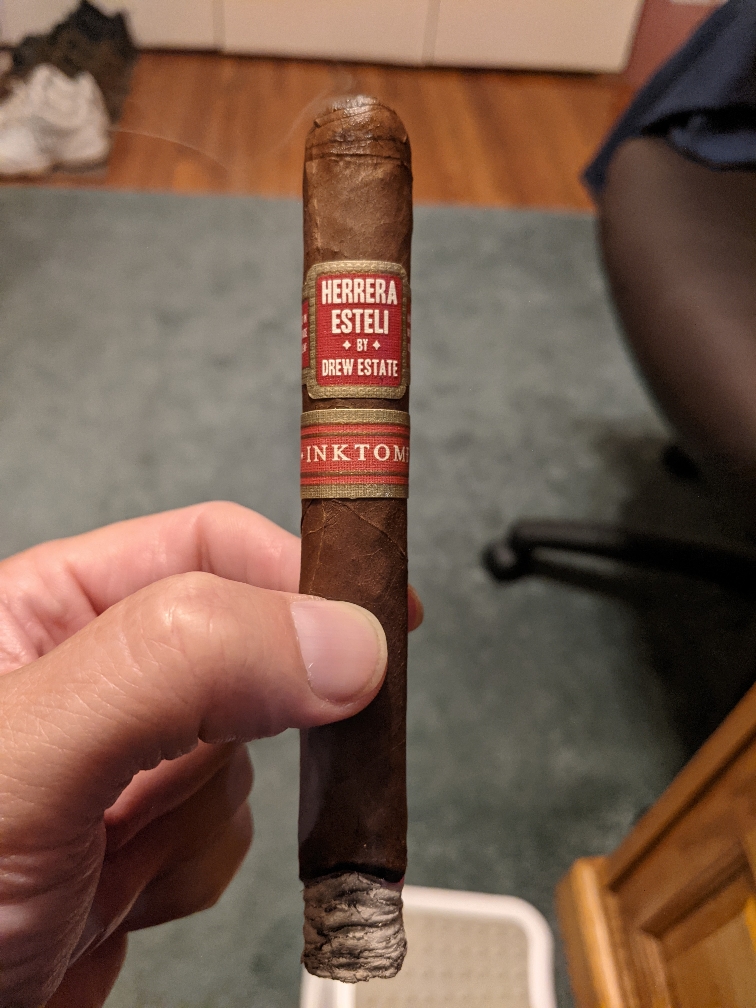 HERRERA
ESTELI
✦ BY ✦
DREW ESTATE
INKTOM